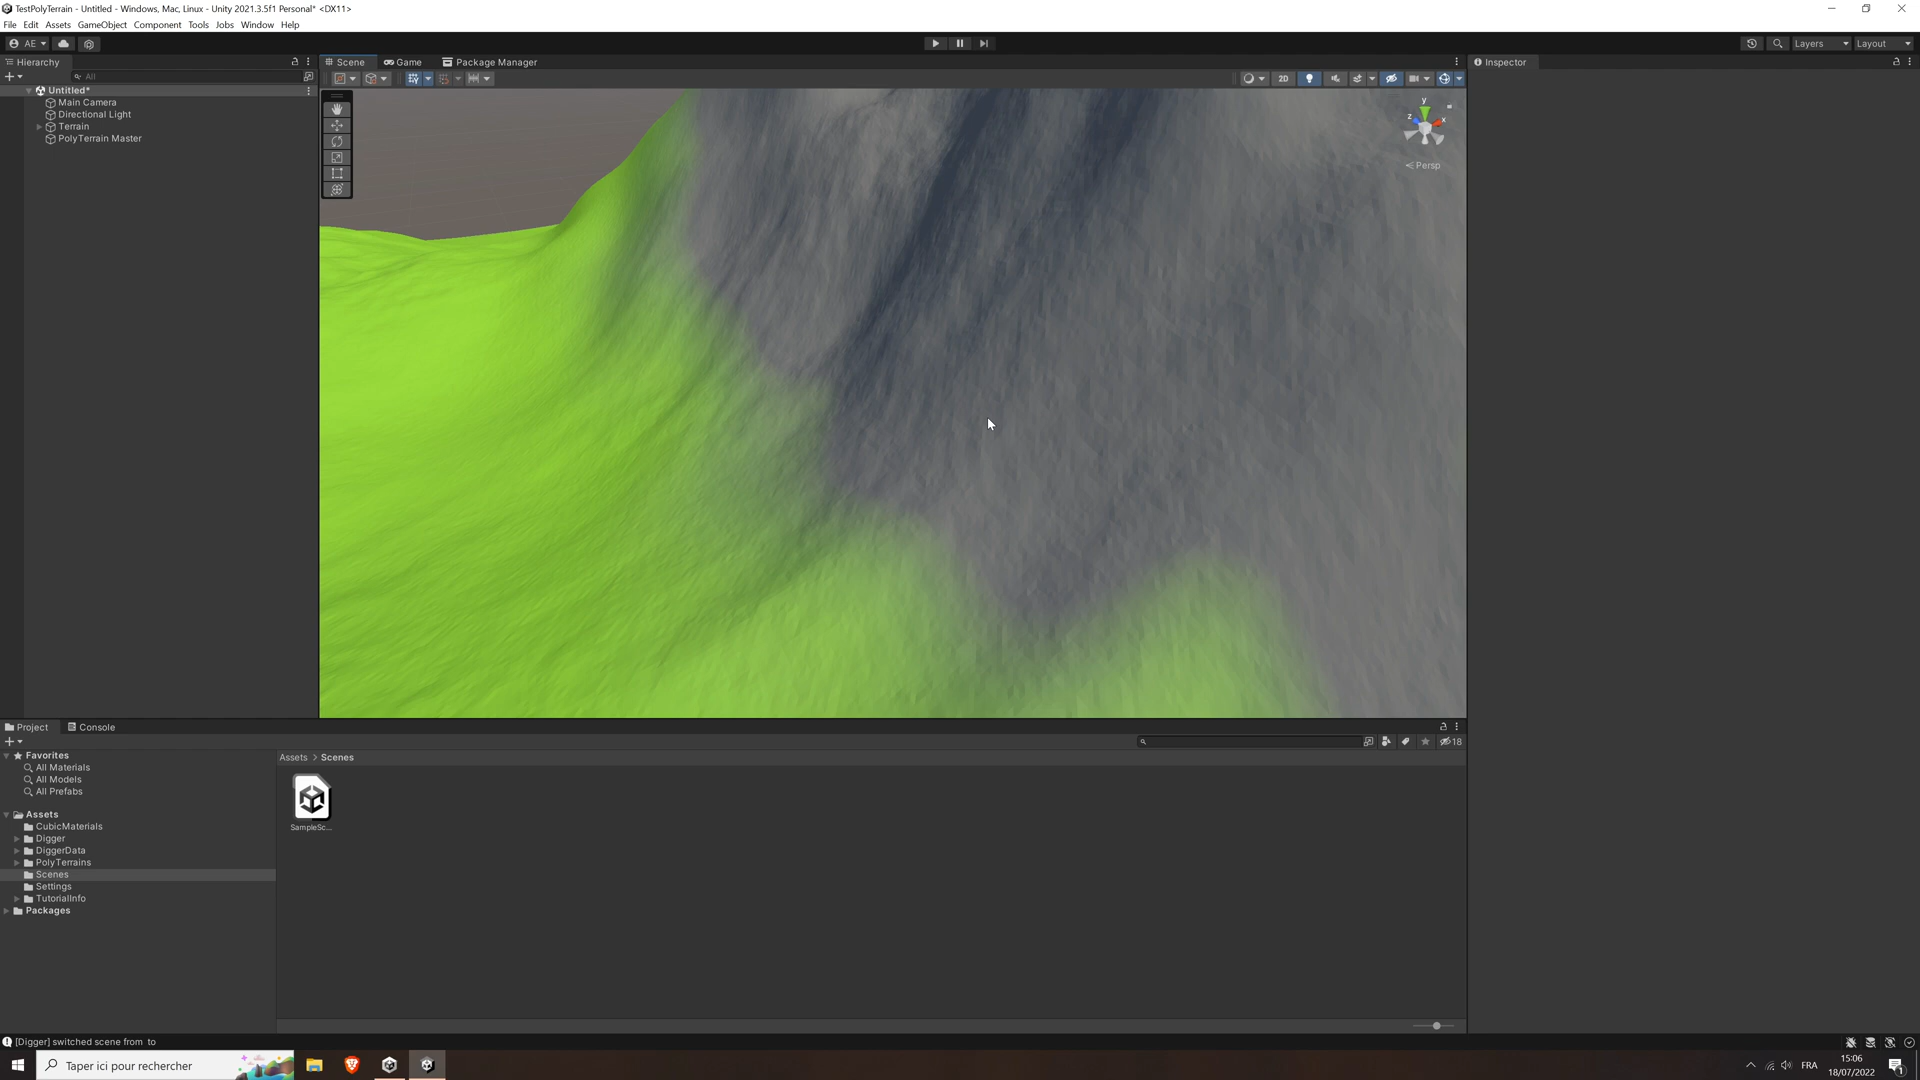 TestPolyTerrain - Untitled - Windows, Mac, Linux - Unity 2021.3.5f1 Personal* <DX11>
File Edit Assets GameObject Component Tools Jobs Window Help
AE Layers Layout
Hierarchy Scene Game Package Manager Inspector
All 2D
Untitled*
Main Camera
Directional Light
Terrain
PolyTerrain Master
y
z x
Persp
Project Console
18
Favorites
All Materials
All Models
All Prefabs
Assets > Scenes
Assets
CubicMaterials
Digger
DiggerData
PolyTerrains
Scenes
Settings
TutorialInfo
Packages
SampleSc...
[Digger] switched scene from to
Taper ici pour rechercher
FRA
15:06
18/07/2022
1